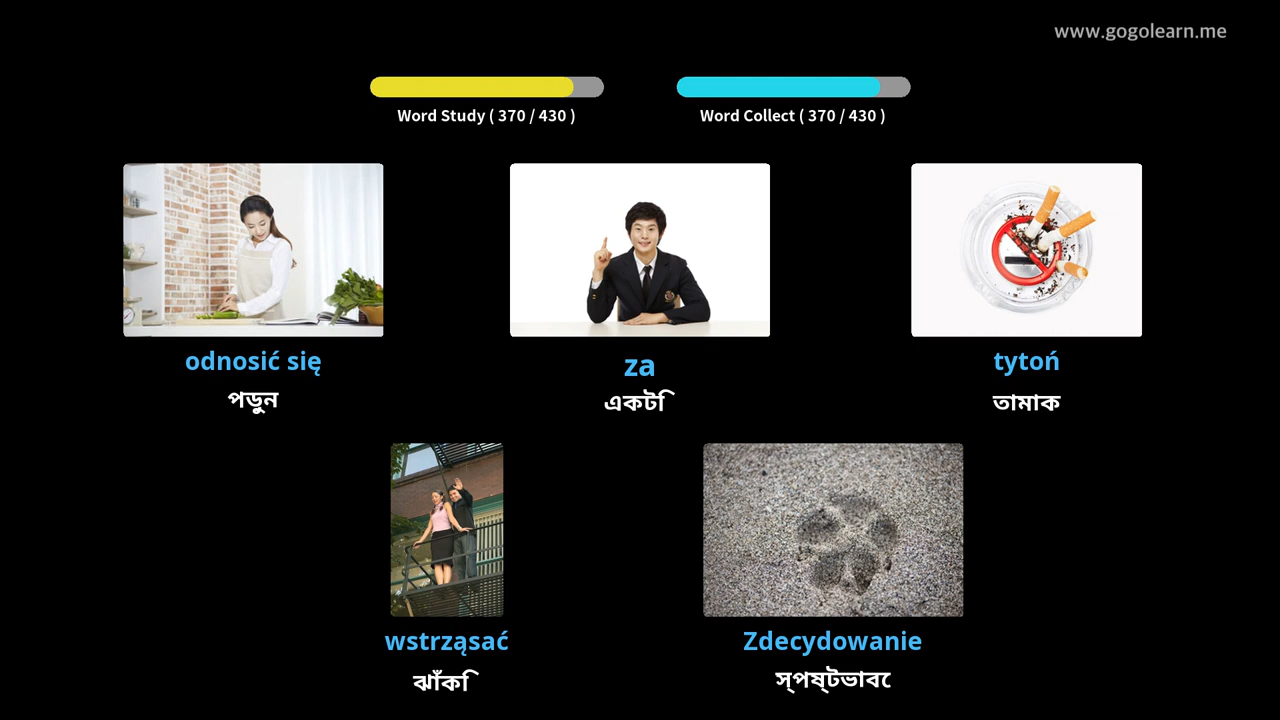 www.gogolearn.me
Word Study ( 370 / 430 )
Word Collect ( 370 / 430 )
odnosić się
পড়ুন
za
একটি
tytoń
তামাক
wstrząsać
ঝাঁকি
Zdecydowanie
স্পষ্টভাবে